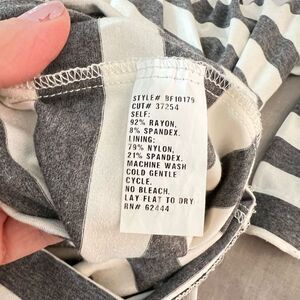 STYLE# BF10179
CUT# 37254
SELF:
92% RAYON,
8% SPANDEX.
LINING:
79% NYLON,
21% SPANDEX.
MACHINE WASH
COLD GENTLE
CYCLE.
NO BLEACH.
LAY FLAT TO DRY
RN# 62444